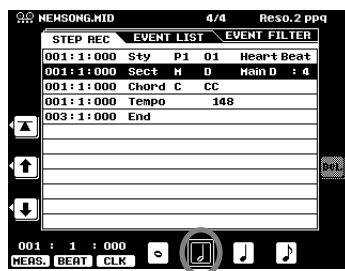 NEWSONG.MID 4/4 Reso.2 ppq
STEP REC EVENT LIST EVENT FILTER
001:1:000 Sty P1 01 Heart Beat
001:1:000 Sect M D Main D :4
001:1:000 Chord C CC
001:1:000 Tempo 148
003:1:000 End
DEL
001 : 1 : 000
MEAS. BEAT CLK